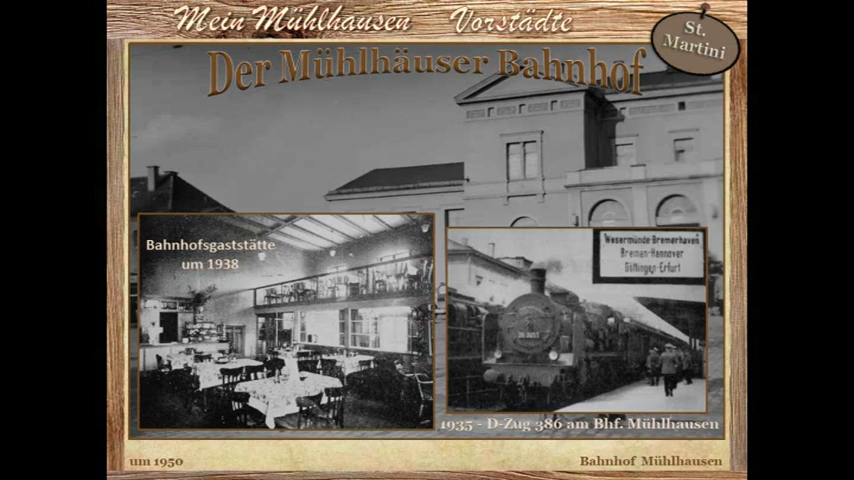 Mein Mühlhausen Vorstädte
St.
Martini
Der Mühlhäuser Bahnhof
Bahnhofsgaststätte
um 1938
Wesermünde-Bremerhaven
Bremen-Hannover
Göttingen-Erfurt
1935 - D-Zug 386 am Bhf. Mühlhausen
um 1950
Bahnhof Mühlhausen